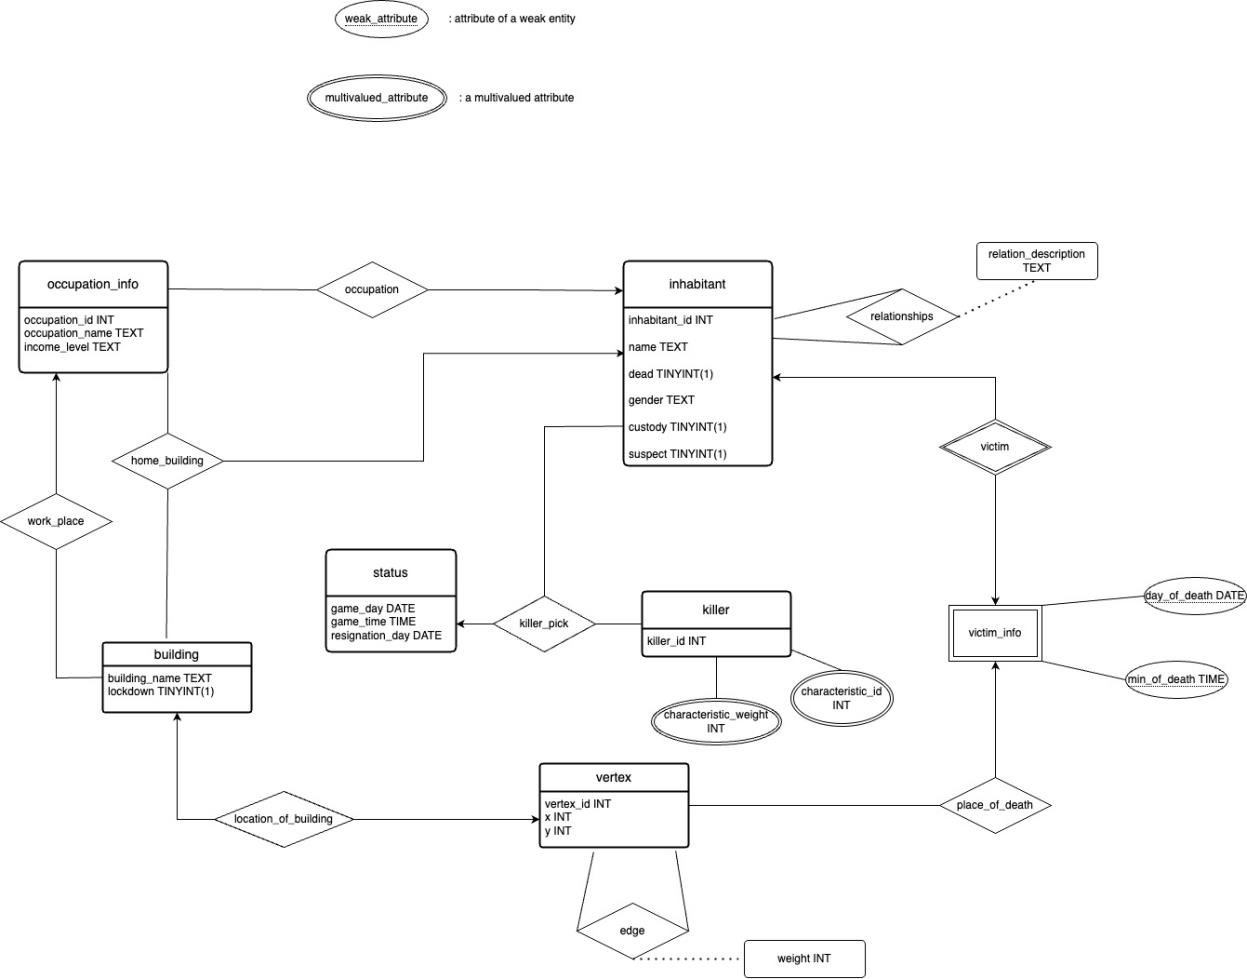 weak_attribute : attribute of a weak entity
multivalued_attribute : a multivalued attribute
relation_description
TEXT
occupation_info
occupation_id INT
occupation_name TEXT
income_level TEXT
occupation
inhabitant
inhabitant_id INT
name TEXT
dead TINYINT(1)
gender TEXT
custody TINYINT(1)
suspect TINYINT(1)
relationships
home_building
victim
work_place
status
game_day DATE
game_time TIME
resignation_day DATE
killer_pick
killer
killer_id INT
characteristic_weight
INT
characteristic_id
INT
victim_info
day_of_death DATE
min_of_death TIME
building
building_name TEXT
lockdown TINYINT(1)
location_of_building
vertex
vertex_id INT
x INT
y INT
place_of_death
edge
weight INT